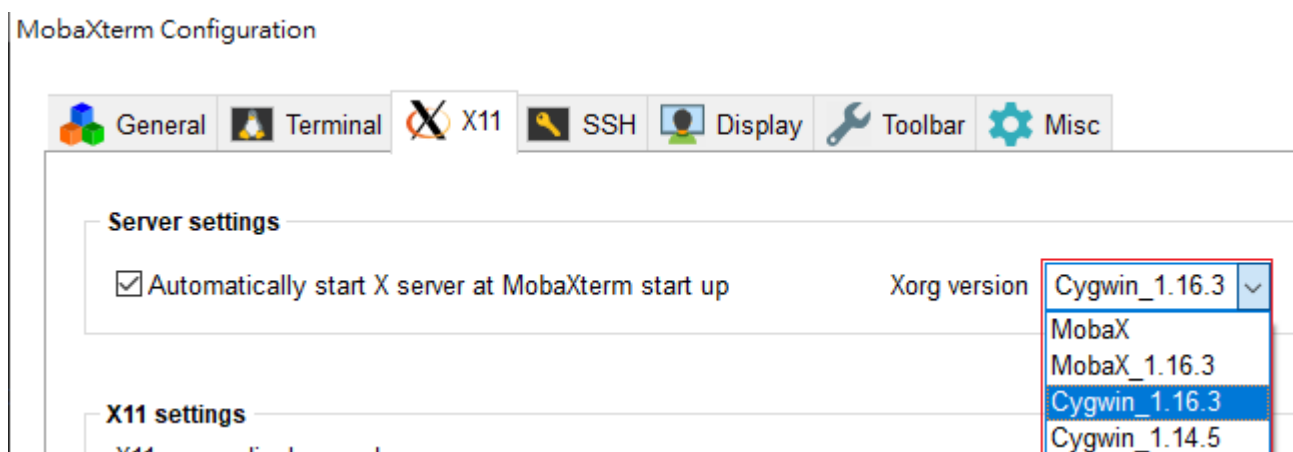 MobaXterm Configuration
General Terminal X11 SSH Display Toolbar Misc
Server settings
Automatically start X server at MobaXterm start up Xorg version Cygwin_1.16.3
MobaX
MobaX_1.16.3
Cygwin_1.16.3
X11 settings
Cygwin_1.14.5